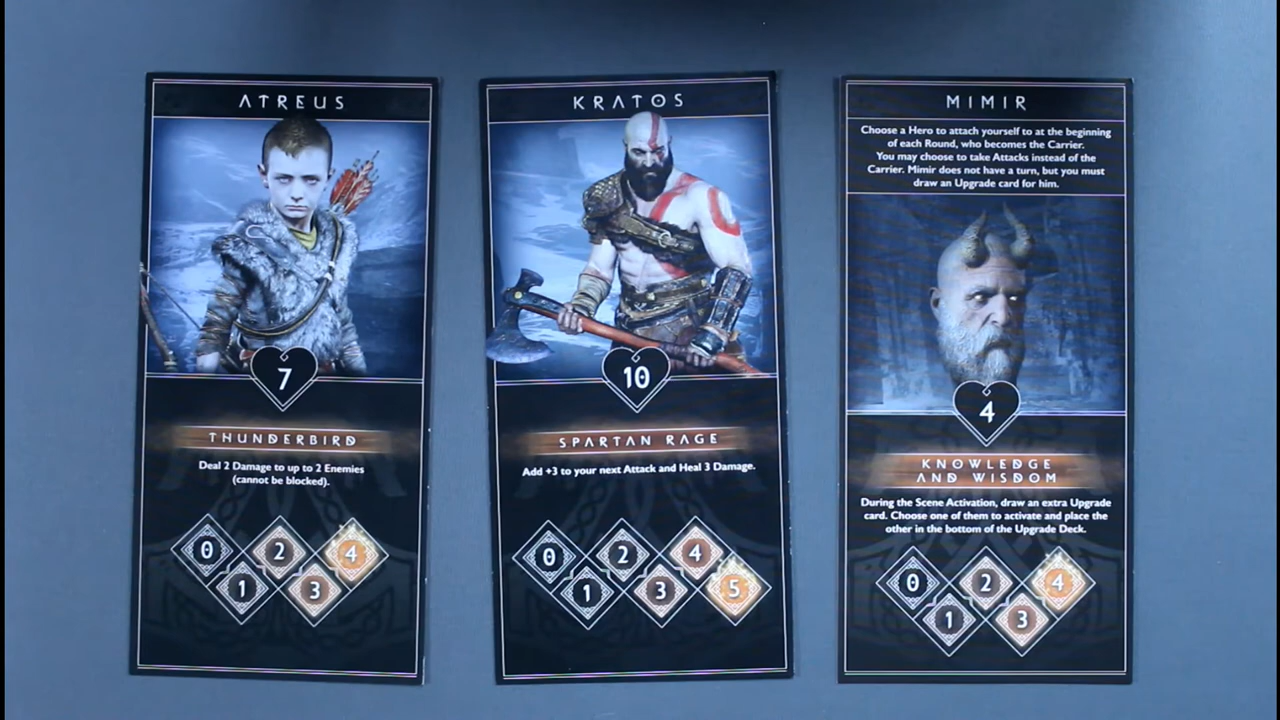 ATREUS
7
THUNDERBIRD
Deal 2 Damage to up to 2 Enemies
(cannot be blocked).
0 2 4
1 3
KRATOS
10
SPARTAN RAGE
Add +3 to your next Attack and Heal 3 Damage.
0 2 4
1 3 5
MIMIR
Choose a Hero to attach yourself to at the beginning
of each Round, who becomes the Carrier.
You may choose to take Attacks instead of the
Carrier. Mimir does not have a turn, but you must
draw an Upgrade card for him.
4
KNOWLEDGE
AND WISDOM
During the Scene Activation, draw an extra Upgrade
card. Choose one of them to activate and place the
other in the bottom of the Upgrade Deck.
0 2 4
1 3